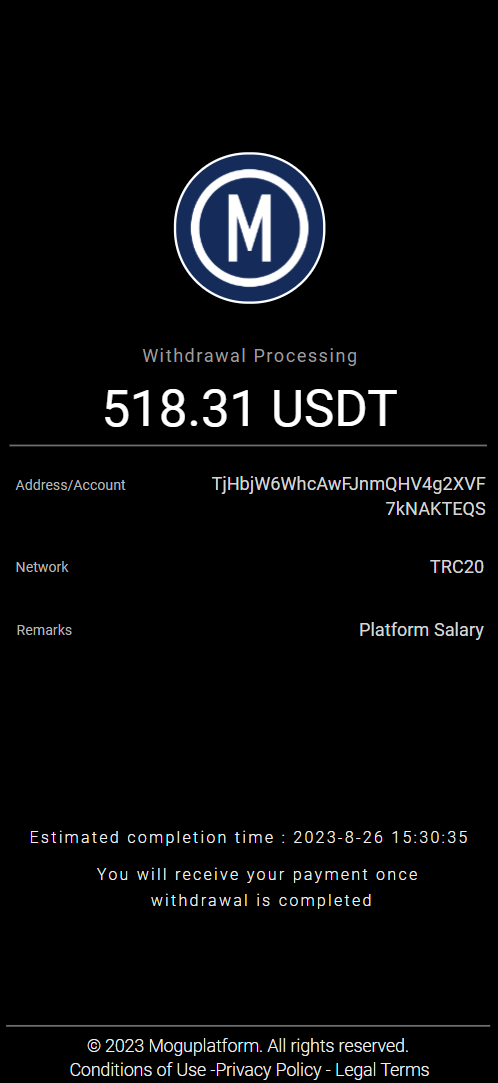 M
Withdrawal Processing
518.31 USDT
Address/Account
TjHbjW6WhcAwFJnmQHV4g2XVF
7kNAKTEQS
Network
TRC20
Remarks
Platform Salary
Estimated completion time : 2023-8-26 15:30:35
You will receive your payment once
withdrawal is completed
© 2023 Moguplatform. All rights reserved.
Conditions of Use -Privacy Policy - Legal Terms